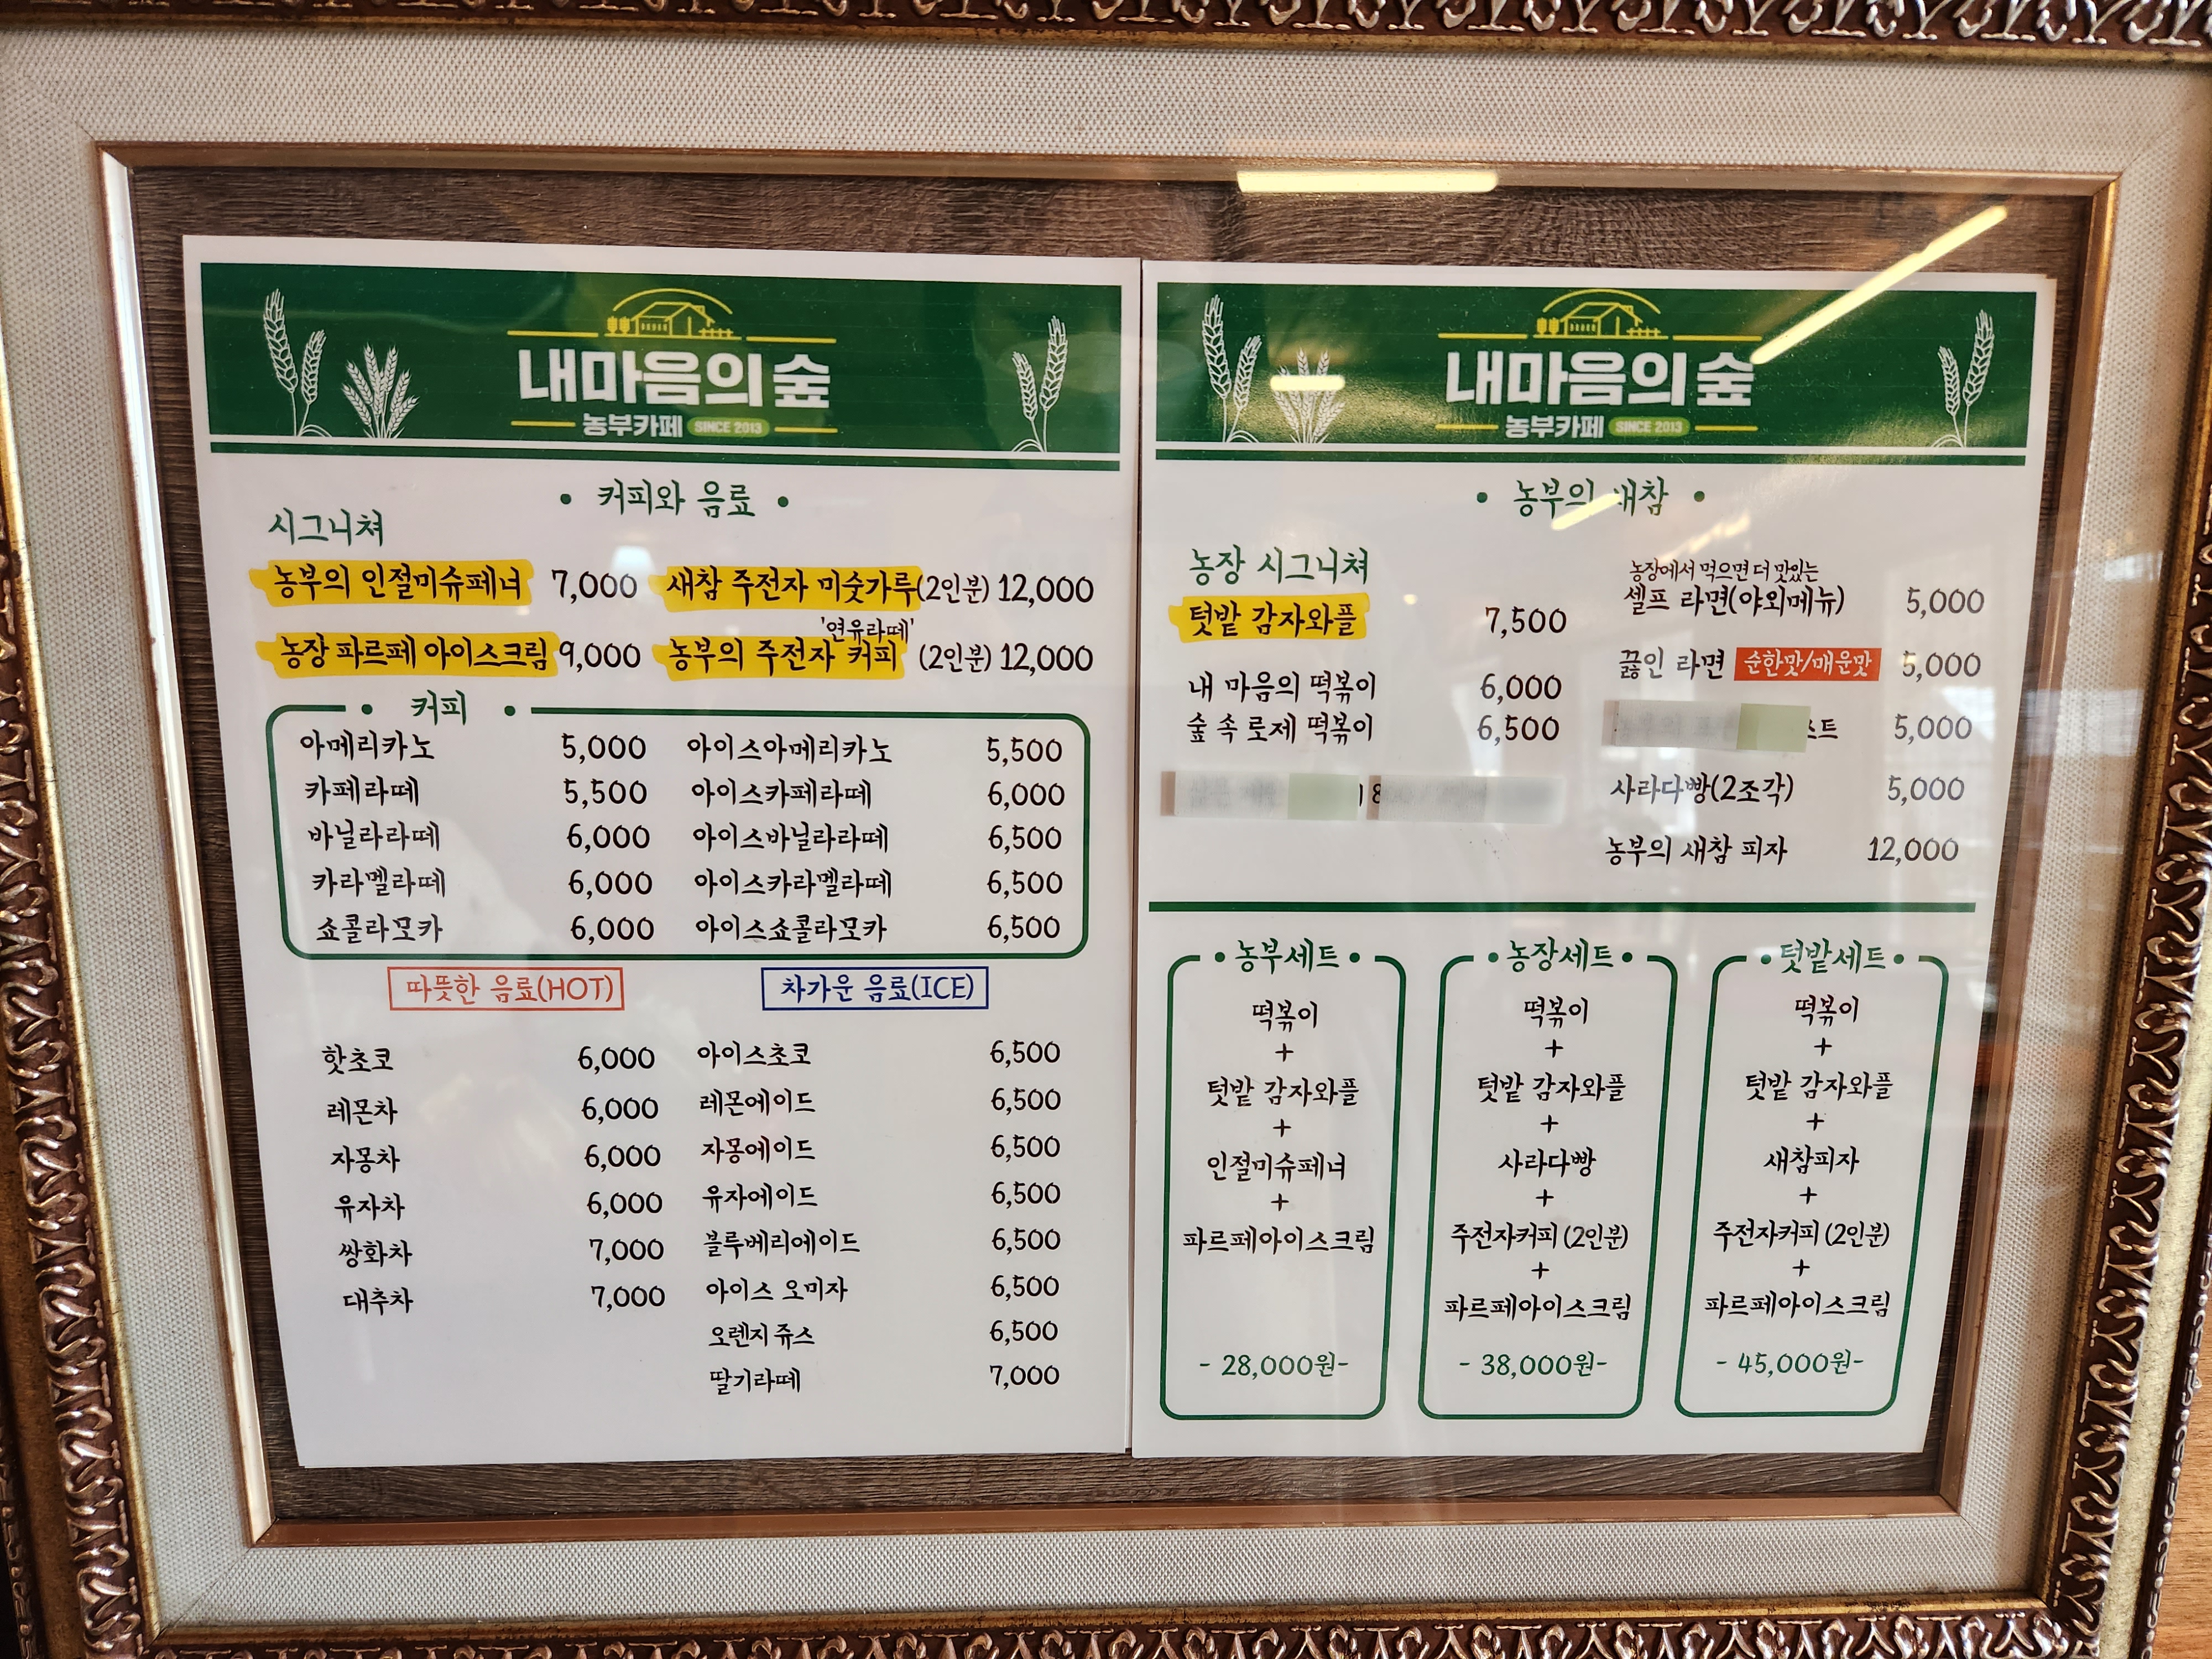 내마음의 숲
농부카페 SINCE 2013
• 커피와 음료 •
시그니쳐
농부의 인절미슈페너 7,000
새참 주전자 미숫가루(2인분) 12,000
농장 파르페 아이스크림 9,000
'연유라떼'
농부의 주전자 커피 (2인분) 12,000
• 커피 •
아메리카노 5,000 아이스아메리카노 5,500
카페라떼 5,500 아이스카페라떼 6,000
바닐라라떼 6,000 아이스바닐라라떼 6,500
카라멜라떼 6,000 아이스카라멜라떼 6,500
쇼콜라모카 6,000 아이스쇼콜라모카 6,500
따뜻한 음료(HOT)
핫초코 6,000
레몬차 6,000
자몽차 6,000
유자차 6,000
쌍화차 7,000
대추차 7,000
차가운 음료(ICE)
아이스초코 6,500
레몬에이드 6,500
자몽에이드 6,500
유자에이드 6,500
블루베리에이드 6,500
아이스 오미자 6,500
오렌지 쥬스 6,500
딸기라떼 7,000
내마음의 숲
농부카페 SINCE 2013
• 농부의 새참 •
농장 시그니쳐
텃밭 감자와플 7,500
내 마음의 떡볶이 6,000
숲 속 로제 떡볶이 6,500
농장에서 먹으면 더 맛있는
셀프 라면(야외메뉴) 5,000
끓인 라면 순한맛/매운맛 5,000
5,000
사라다빵(2조각) 5,000
농부의 새참 피자 12,000
• 농부세트 •
떡볶이
+
텃밭 감자와플
+
인절미슈페너
+
파르페아이스크림
- 28,000원-
• 농장세트 •
떡볶이
+
텃밭 감자와플
+
사라다빵
+
주전자커피 (2인분)
+
파르페아이스크림
- 38,000원-
• 텃밭세트 •
떡볶이
+
텃밭 감자와플
+
새참피자
+
주전자커피 (2인분)
+
파르페아이스크림
- 45,000원-